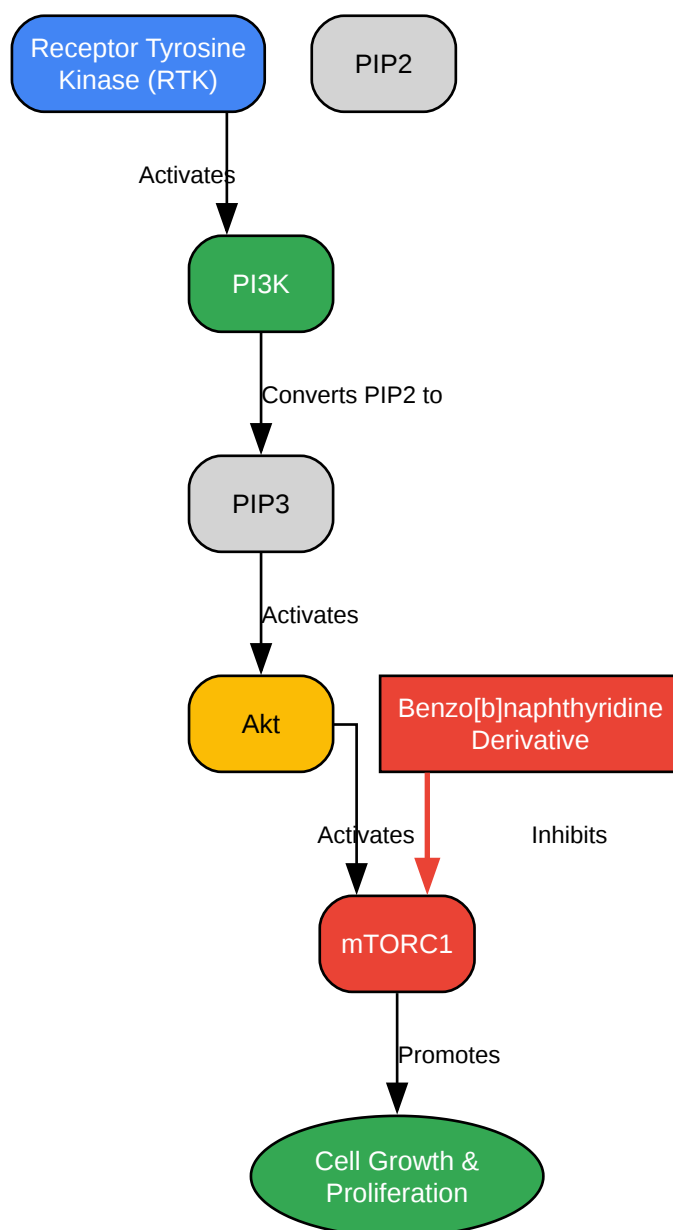 Receptor Tyrosine
Kinase (RTK)
PIP2
Activates
PI3K
Converts PIP2 to
PIP3
Activates
Akt
Benzo[b]naphthyridine
Derivative
Activates
Inhibits
mTORC1
Promotes
Cell Growth &
Proliferation